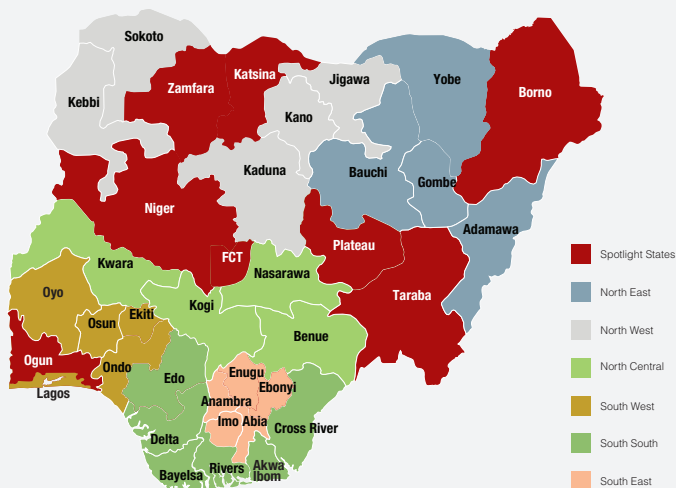 Sokoto
Katsina
Zamfara
Jigawa
Yobe
Borno
Kebbi
Kano
Kaduna
Bauchi
Gombe
Niger
Adamawa
Plateau
FCT
Nasarawa
Kwara
Taraba
Oyo
Kogi
Ekiti
Osun
Benue
Ogun
Ondo
Lagos
Edo
Enugu
Ebonyi
Anambra
Imo
Abia
Cross River
Delta
Rivers
Akwa
Ibom
Bayelsa
Spotlight States
North East
North West
North Central
South West
South South
South East